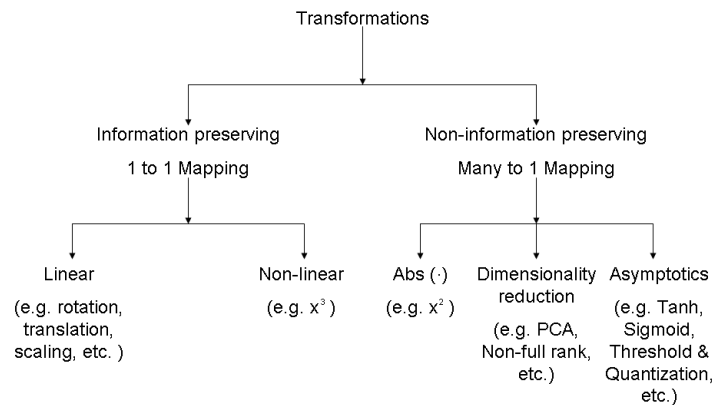 Transformations
Information preserving
1 to 1 Mapping
Non-information preserving
Many to 1 Mapping
Linear
(e.g. rotation,
translation,
scaling, etc. )
Non-linear
(e.g. x³ )
Abs (·)
(e.g. x² )
Dimensionality
reduction
(e.g. PCA,
Non-full rank,
etc.)
Asymptotics
(e.g. Tanh,
Sigmoid,
Threshold &
Quantization,
etc.)